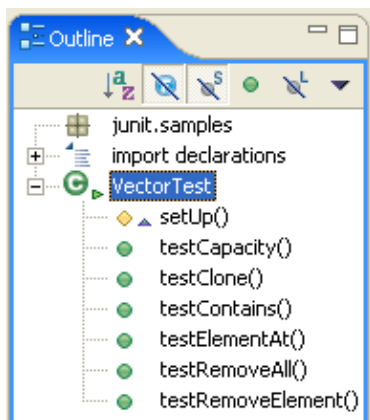 Outline
a
z
S
L
junit.samples
import declarations
C VectorTest
setUp()
testCapacity()
testClone()
testContains()
testElementAt()
testRemoveAll()
testRemoveElement()